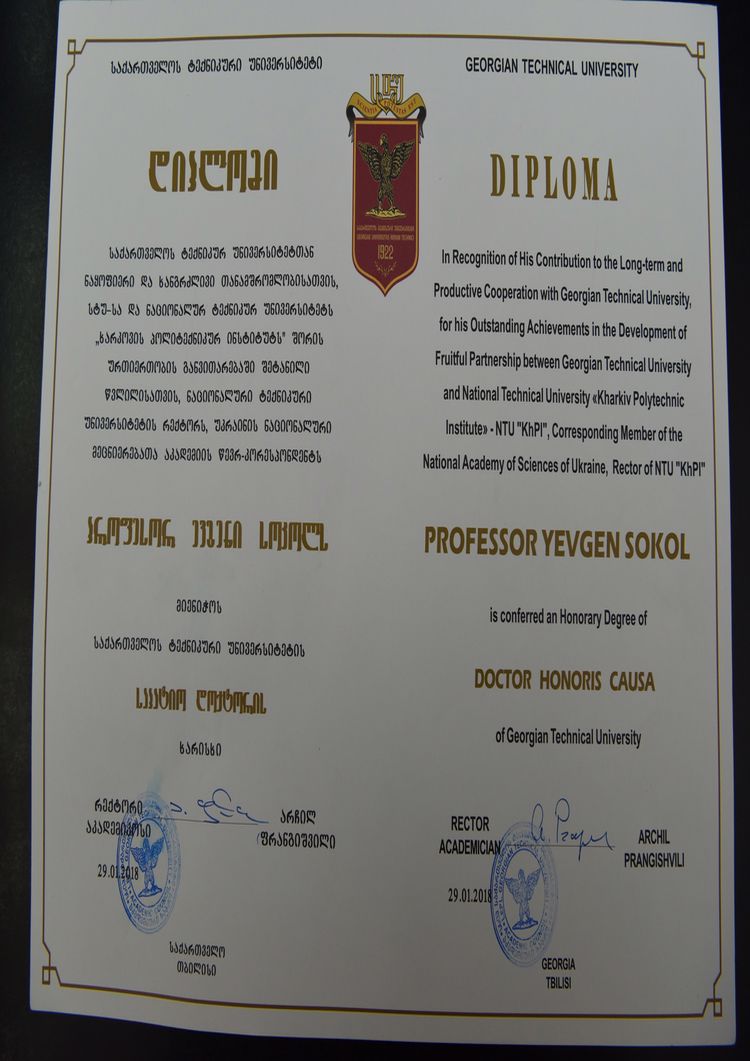 საქართველოს ტექნიკური უნივერსიტეტი
დიპლომი
საქართველოს ტექნიკურ უნივერსიტეტთან
ნაყოფიერი და ხანგრძლივი თანამშრომლობისათვის,
სტუ-სა და ნაციონალურ ტექნიკურ უნივერსიტეტს
„ხარკოვის პოლიტექნიკურ ინსტიტუტს" შორის
ურთიერთობის განვითარებაში შეტანილი
წვლილისათვის, ნაციონალური ტექნიკური
უნივერსიტეტის რექტორს, უკრაინის ნაციონალური
მეცნიერებათა აკადემიის წევრ-კორესპონდენტს
პროფესორ ევგენი სოკოლს
მიენიჭოს
საქართველოს ტექნიკური უნივერსიტეტის
საპატიო დოქტორის
ხარისხი
რექტორი
აკადემიკოსი
არჩილ
ფრანგიშვილი
29.01.2018
საქართველო
თბილისი
1922
GEORGIAN TECHNICAL UNIVERSITY
DIPLOMA
In Recognition of His Contribution to the Long-term and
Productive Cooperation with Georgian Technical University,
for his Outstanding Achievements in the Development of
Fruitful Partnership between Georgian Technical University
and National Technical University «Kharkiv Polytechnic
Institute» - NTU "KhPI", Corresponding Member of the
National Academy of Sciences of Ukraine, Rector of NTU "KhPI"
PROFESSOR YEVGEN SOKOL
is conferred an Honorary Degree of
DOCTOR HONORIS CAUSA
of Georgian Technical University
RECTOR
ACADEMICIAN
ARCHIL
PRANGISHVILI
29.01.2018
GEORGIA
TBILISI